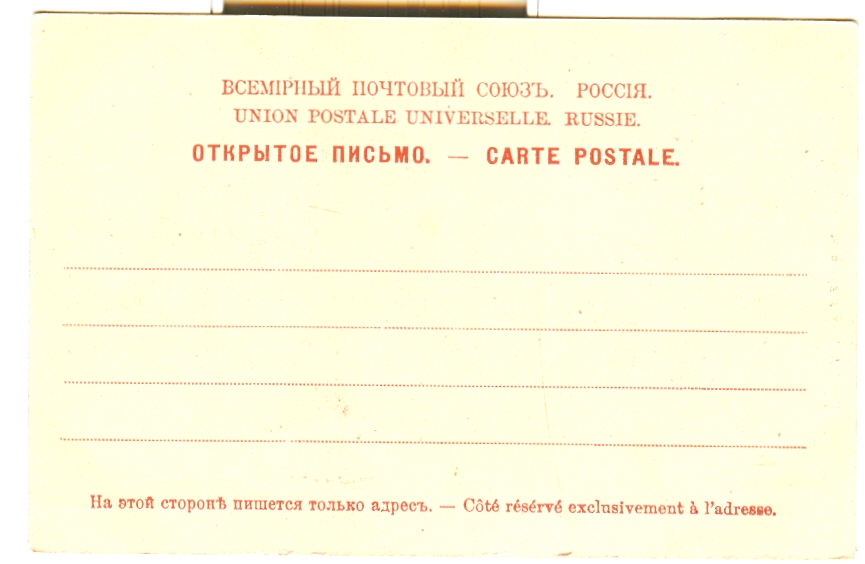 ВСЕМІРНЫЙ ПОЧТОВЫЙ СОЮЗЪ. РОССІЯ.
UNION POSTALE UNIVERSELLE. RUSSIE.
ОТКРЫТОЕ ПИСЬМО. — CARTE POSTALE.
На этой сторонѣ пишется только адресъ. — Côté résérvé exclusivement à l'adresse.